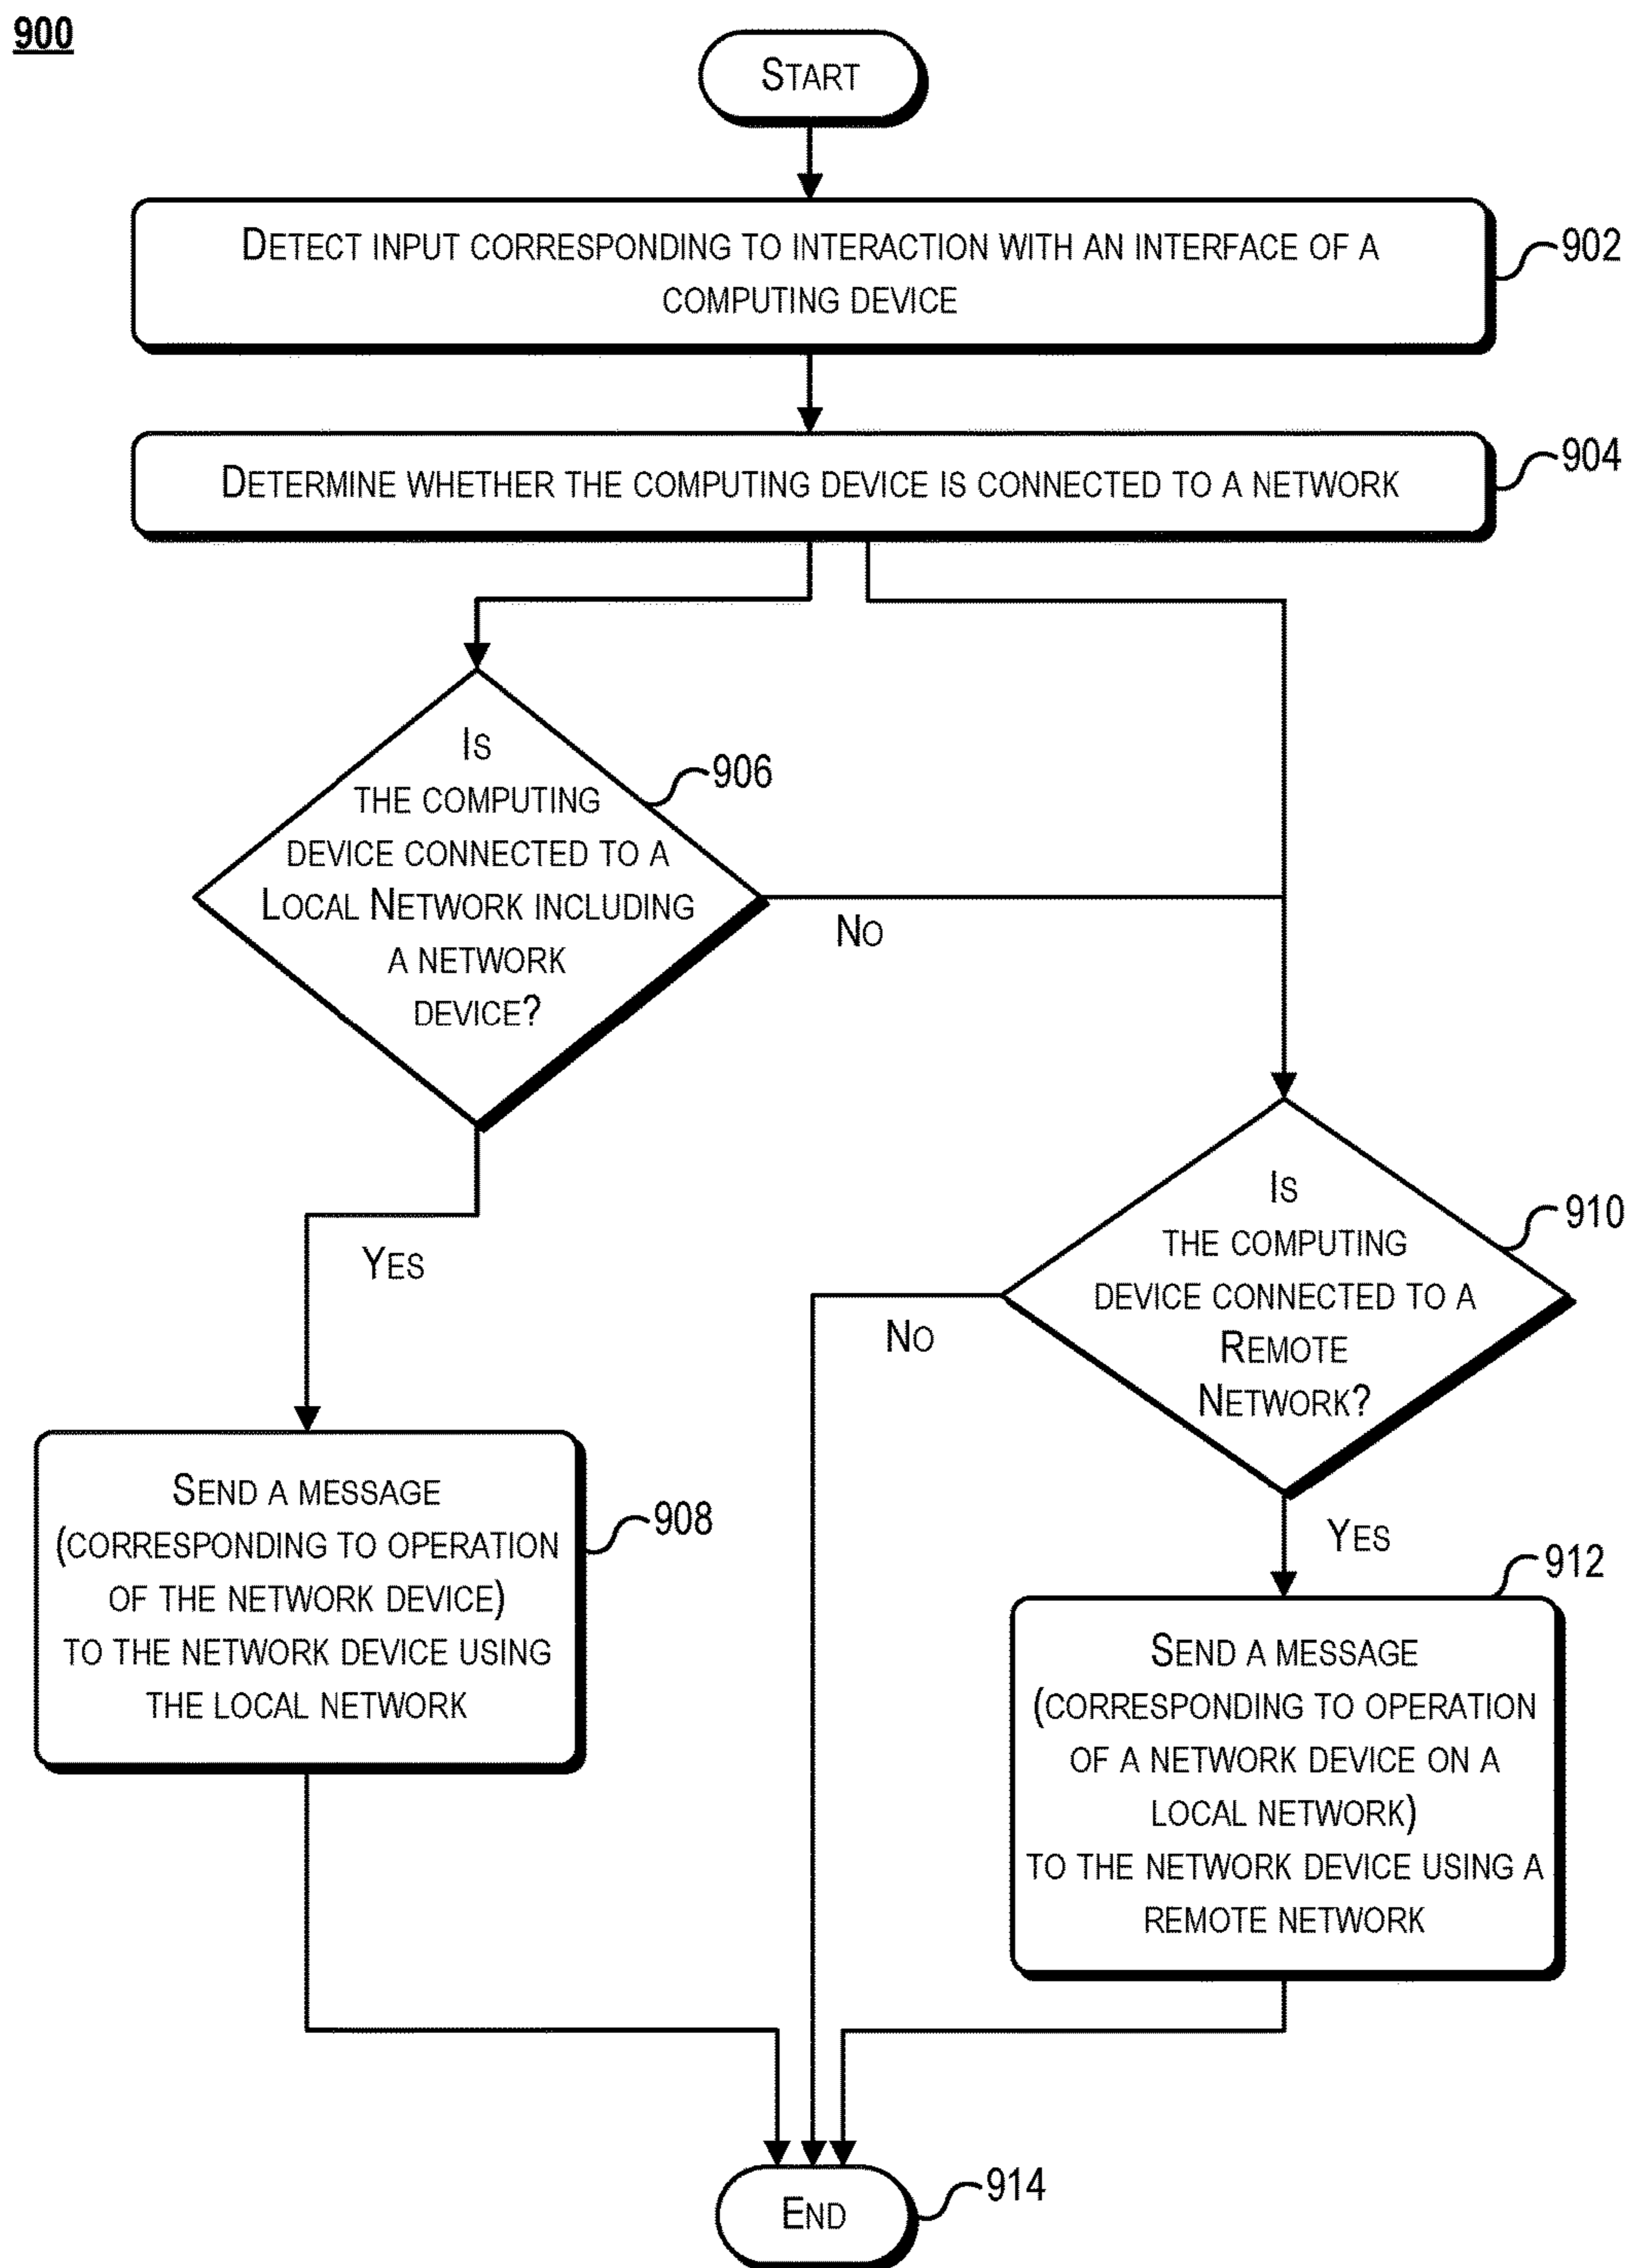 900
START
DETECT INPUT CORRESPONDING TO INTERACTION WITH AN INTERFACE OF A
COMPUTING DEVICE
902
DETERMINE WHETHER THE COMPUTING DEVICE IS CONNECTED TO A NETWORK
904
IS
THE COMPUTING
DEVICE CONNECTED TO A
LOCAL NETWORK INCLUDING
A NETWORK
DEVICE?
906
NO
YES
IS
THE COMPUTING
DEVICE CONNECTED TO A
REMOTE
NETWORK?
910
NO
YES
SEND A MESSAGE
(CORRESPONDING TO OPERATION
OF THE NETWORK DEVICE)
TO THE NETWORK DEVICE USING
THE LOCAL NETWORK
908
SEND A MESSAGE
(CORRESPONDING TO OPERATION
OF A NETWORK DEVICE ON A
LOCAL NETWORK)
TO THE NETWORK DEVICE USING A
REMOTE NETWORK
912
END
914